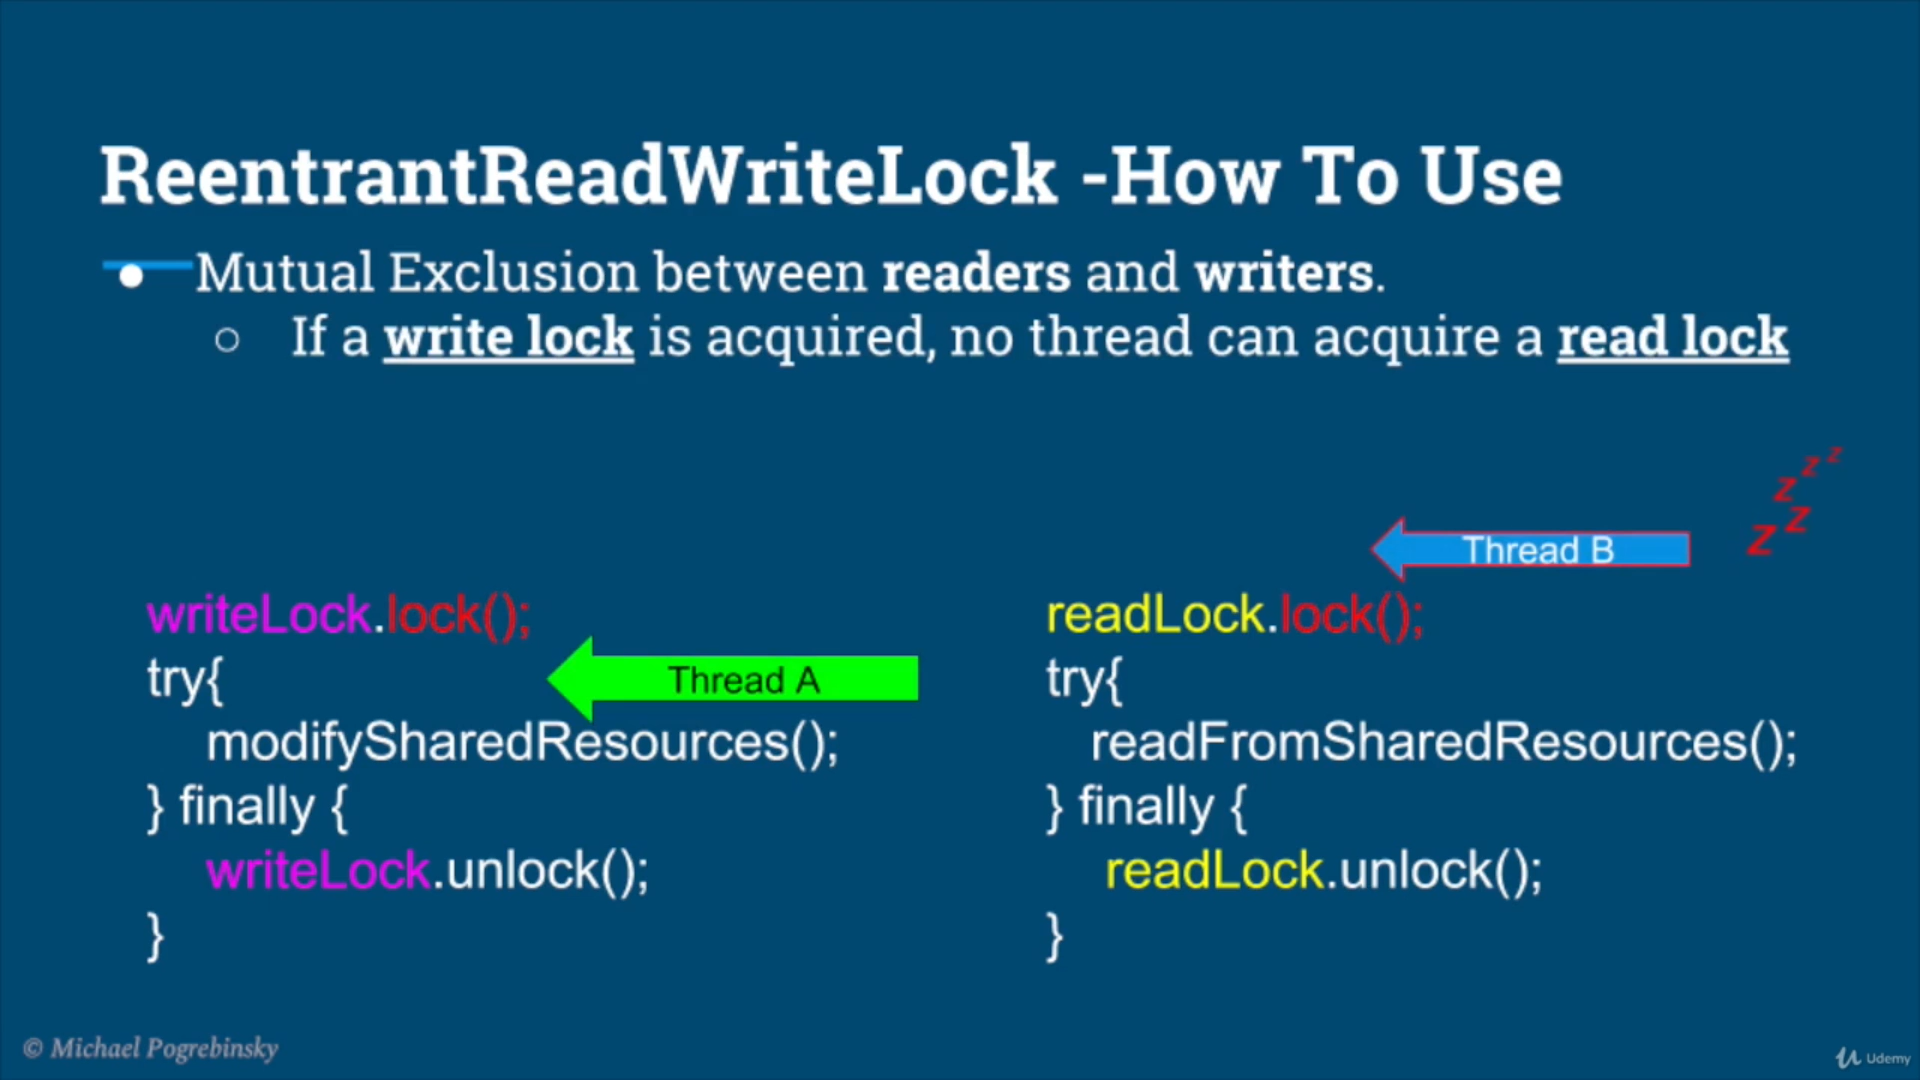 ReentrantReadWriteLock -How To Use
● Mutual Exclusion between readers and writers.
○ If a write lock is acquired, no thread can acquire a read lock
z z z z z
Thread B
writeLock.lock();
try{
Thread A
modifySharedResources();
} finally {
writeLock.unlock();
}
readLock.lock();
try{
readFromSharedResources();
} finally {
readLock.unlock();
}
© Michael Pogrebinsky
Udemy